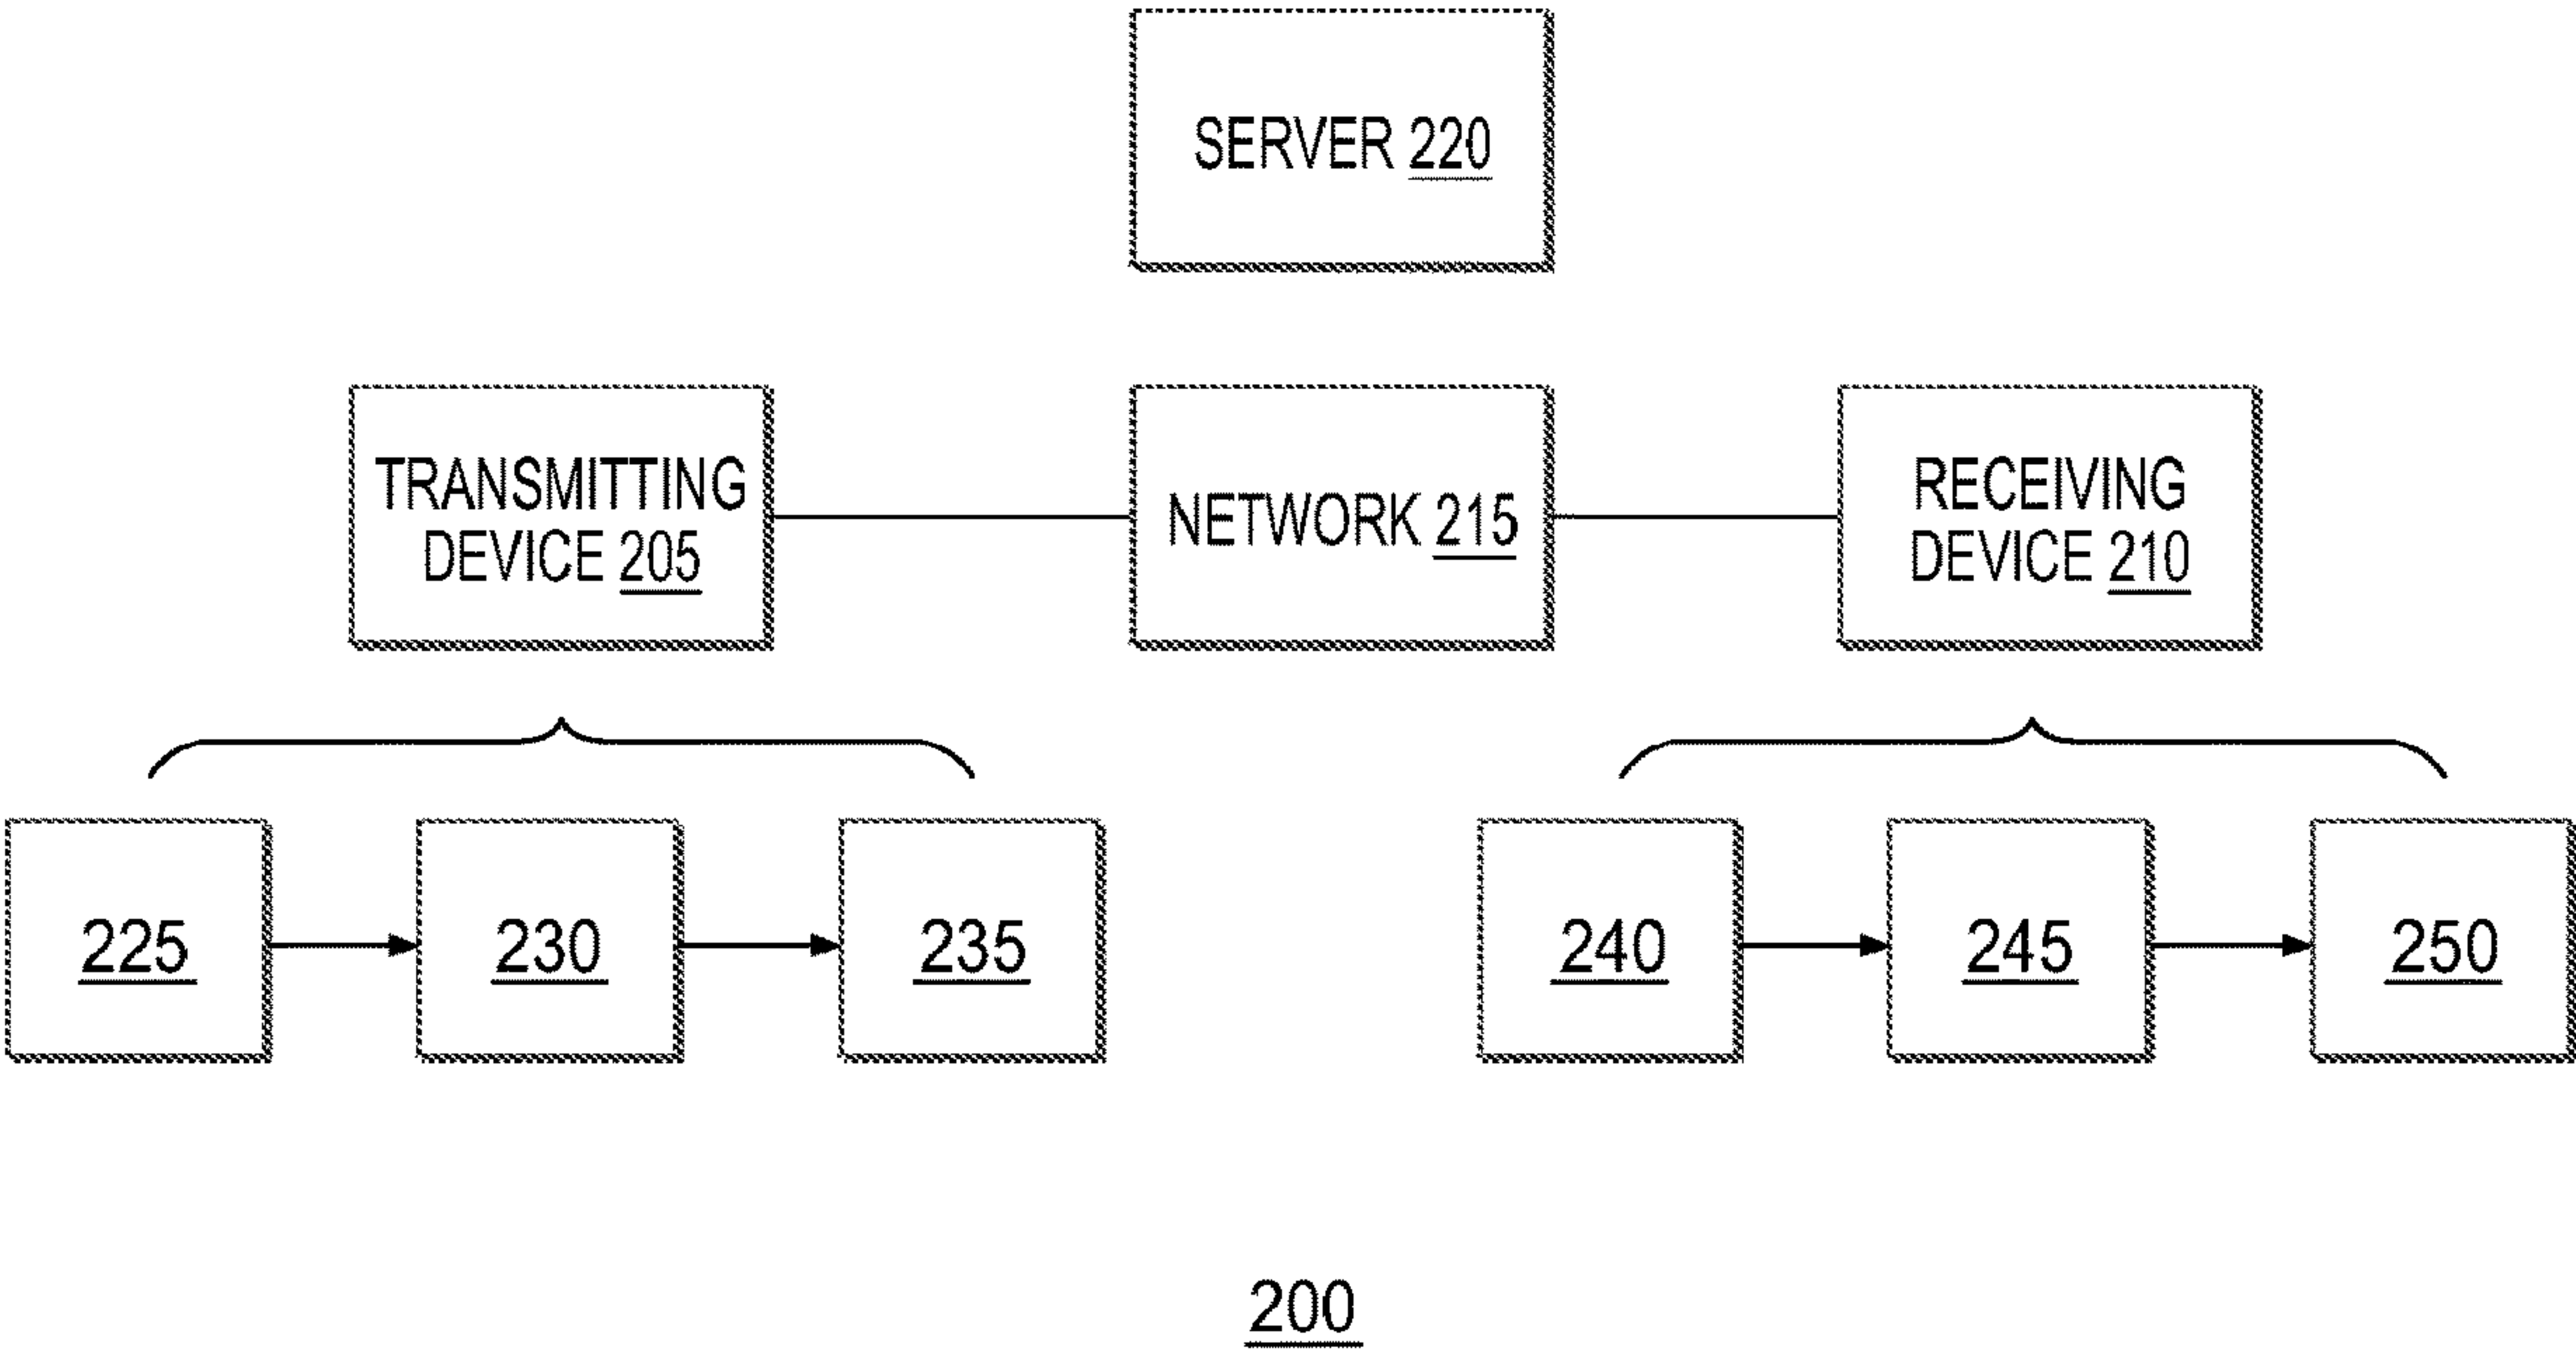 SERVER 220
TRANSMITTING
DEVICE 205
NETWORK 215
RECEIVING
DEVICE 210
225
230
235
240
245
250
200